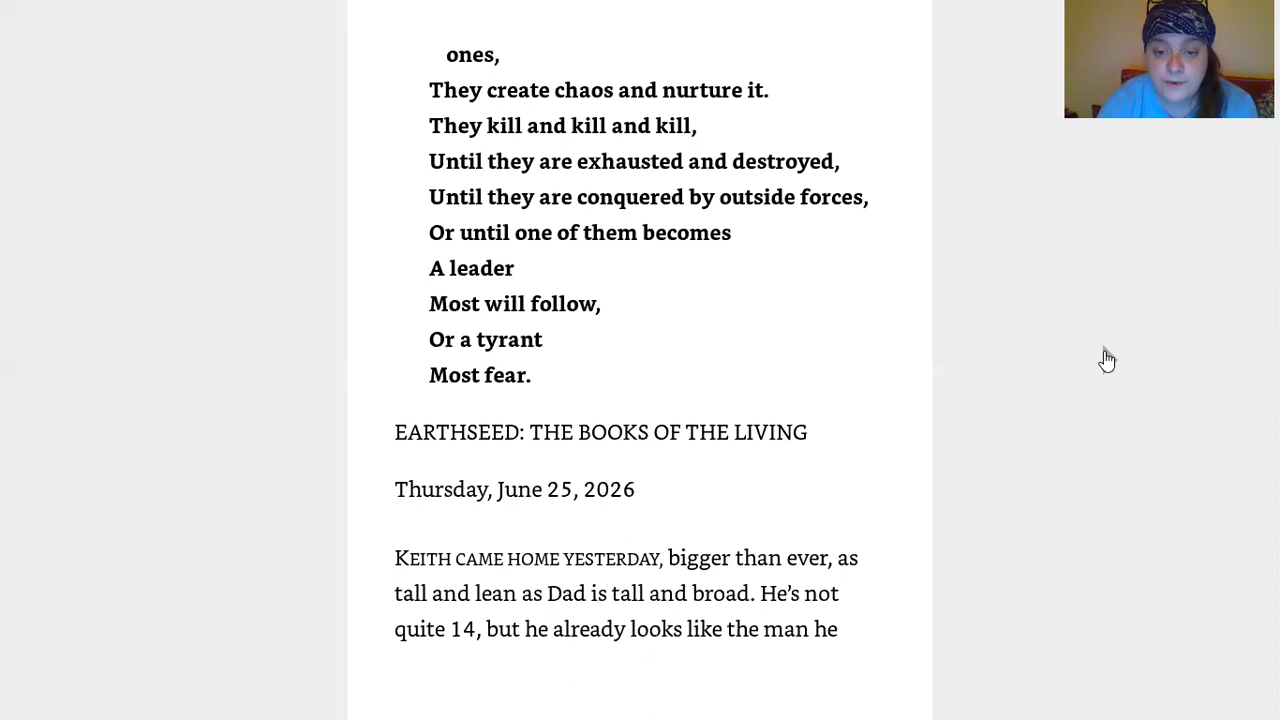 ones,
They create chaos and nurture it.
They kill and kill and kill,
Until they are exhausted and destroyed,
Until they are conquered by outside forces,
Or until one of them becomes
A leader
Most will follow,
Or a tyrant
Most fear.
EARTHSEED: THE BOOKS OF THE LIVING
Thursday, June 25, 2026
KEITH CAME HOME YESTERDAY, bigger than ever, as
tall and lean as Dad is tall and broad. He’s not
quite 14, but he already looks like the man he